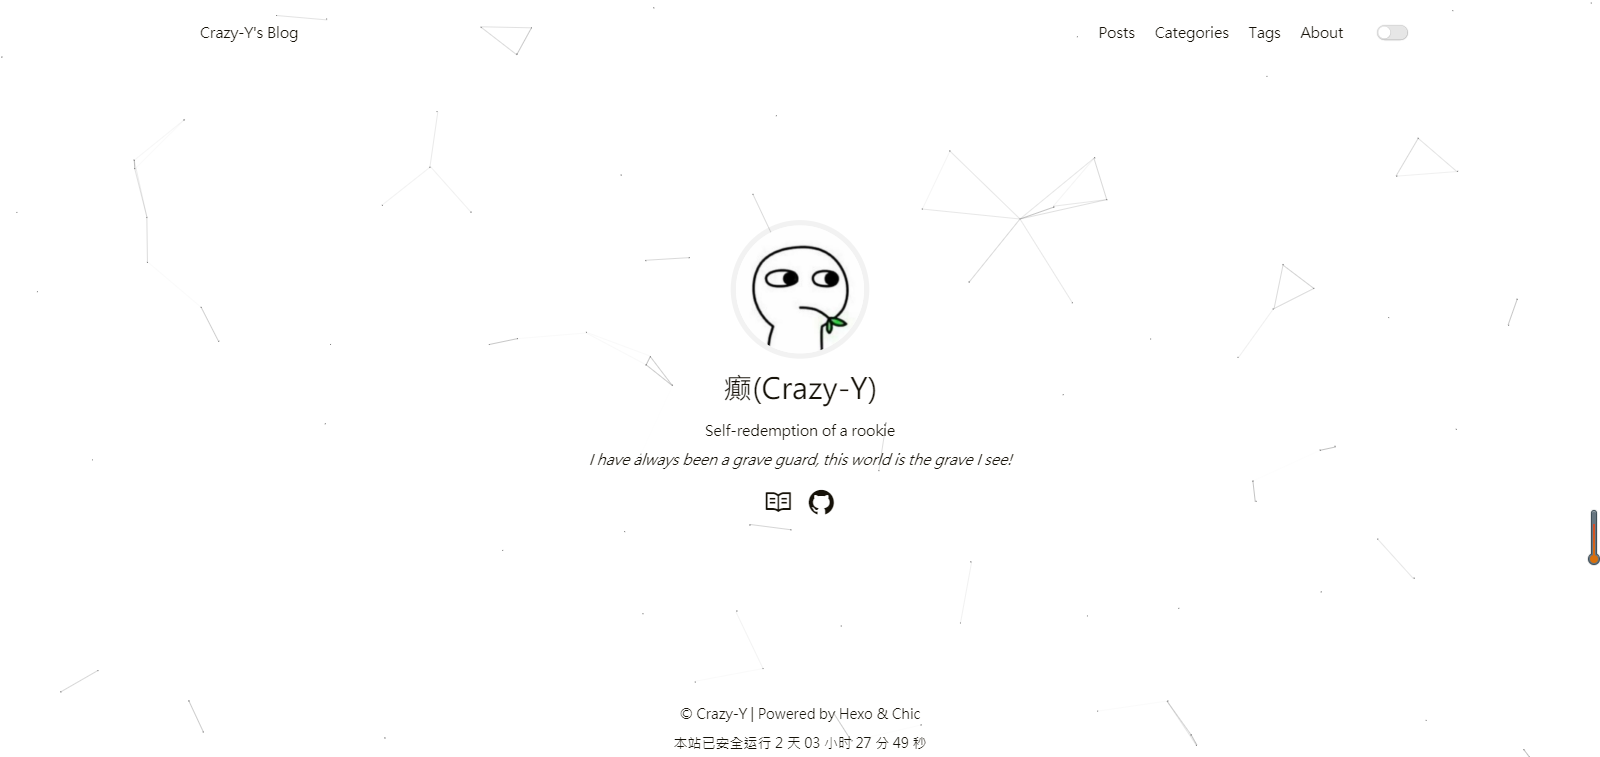 Crazy-Y's Blog
Posts Categories Tags About
癫(Crazy-Y)
Self-redemption of a rookie
I have always been a grave guard, this world is the grave I see!
© Crazy-Y | Powered by Hexo & Chic
本站已安全运行 2 天 03 小时 27 分 49 秒